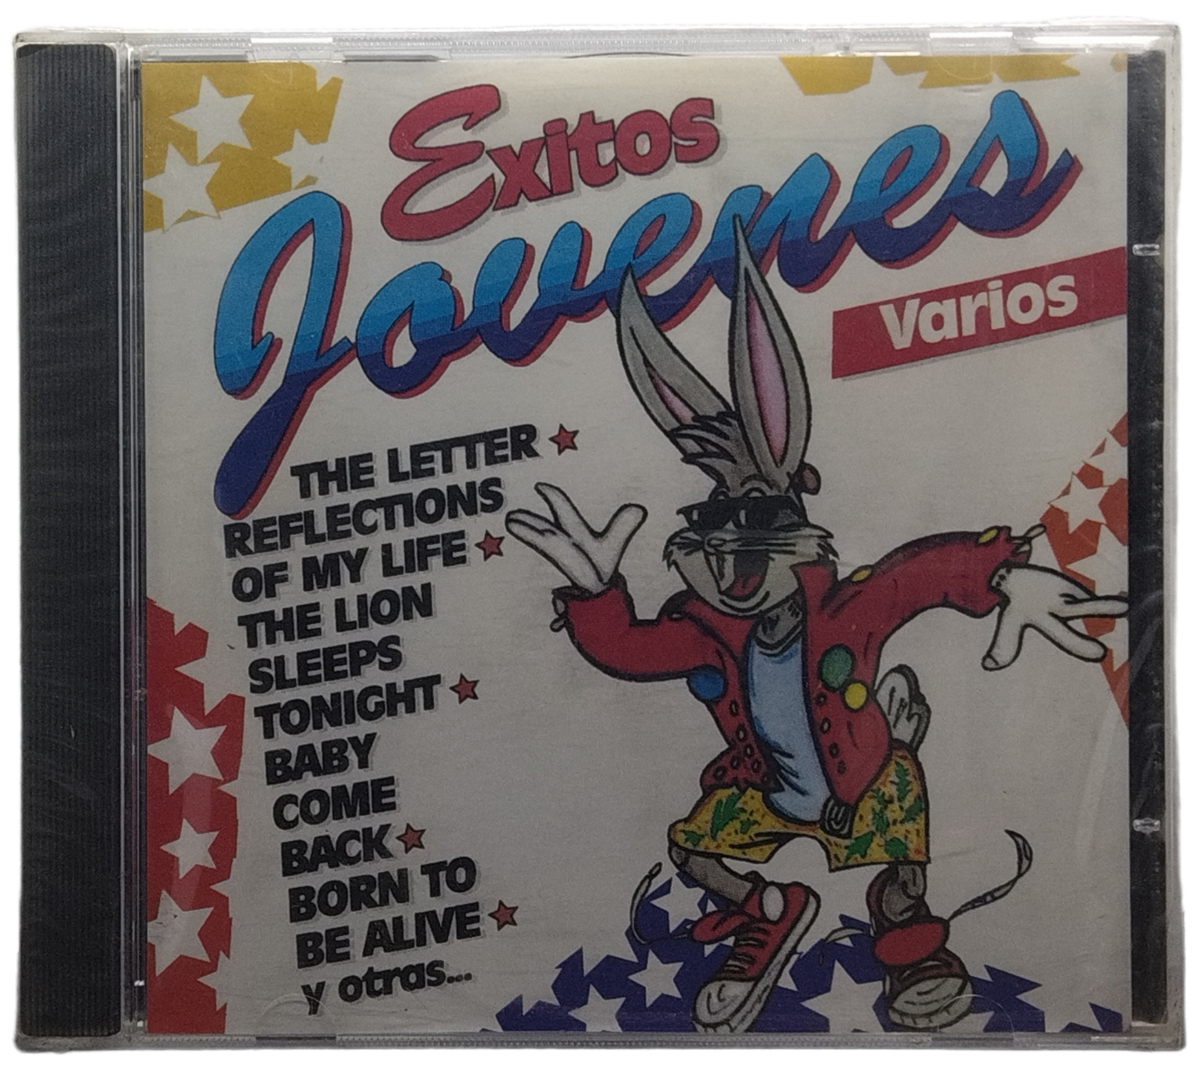 Exitos
Jovenes
Varios
THE LETTER
REFLECTIONS
OF MY LIFE
THE LION
SLEEPS
TONIGHT
BABY
COME
BACK
BORN TO
BE ALIVE
y otras...